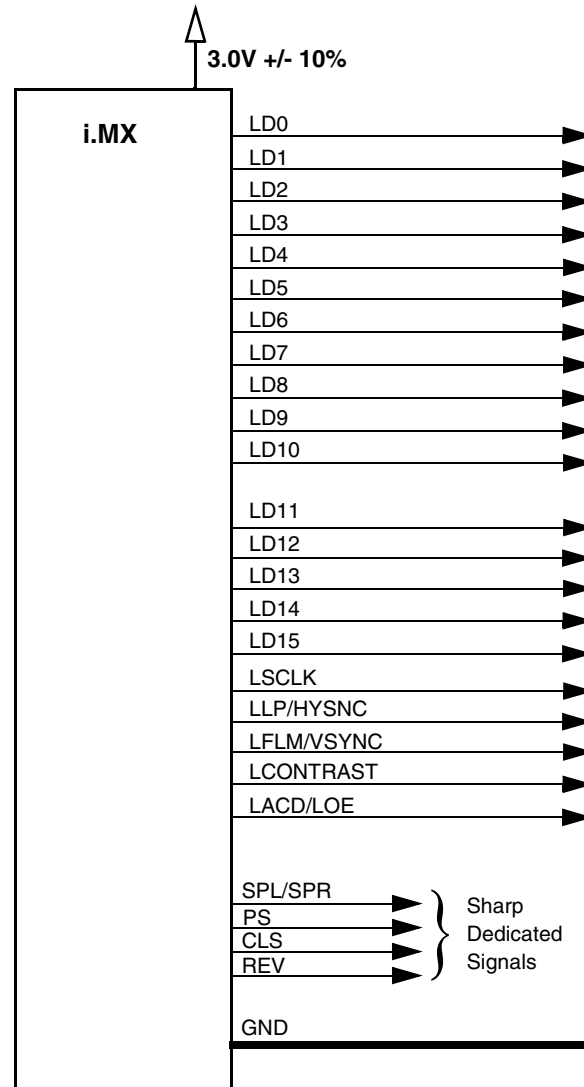 3.0V +/- 10%
i.MX
LD0
LD1
LD2
LD3
LD4
LD5
LD6
LD7
LD8
LD9
LD10
LD11
LD12
LD13
LD14
LD15
LSCLK
LLP/HYSNC
LFLM/VSYNC
LCONTRAST
LACD/LOE
SPL/SPR
PS
CLS
REV
Sharp
Dedicated
Signals
GND